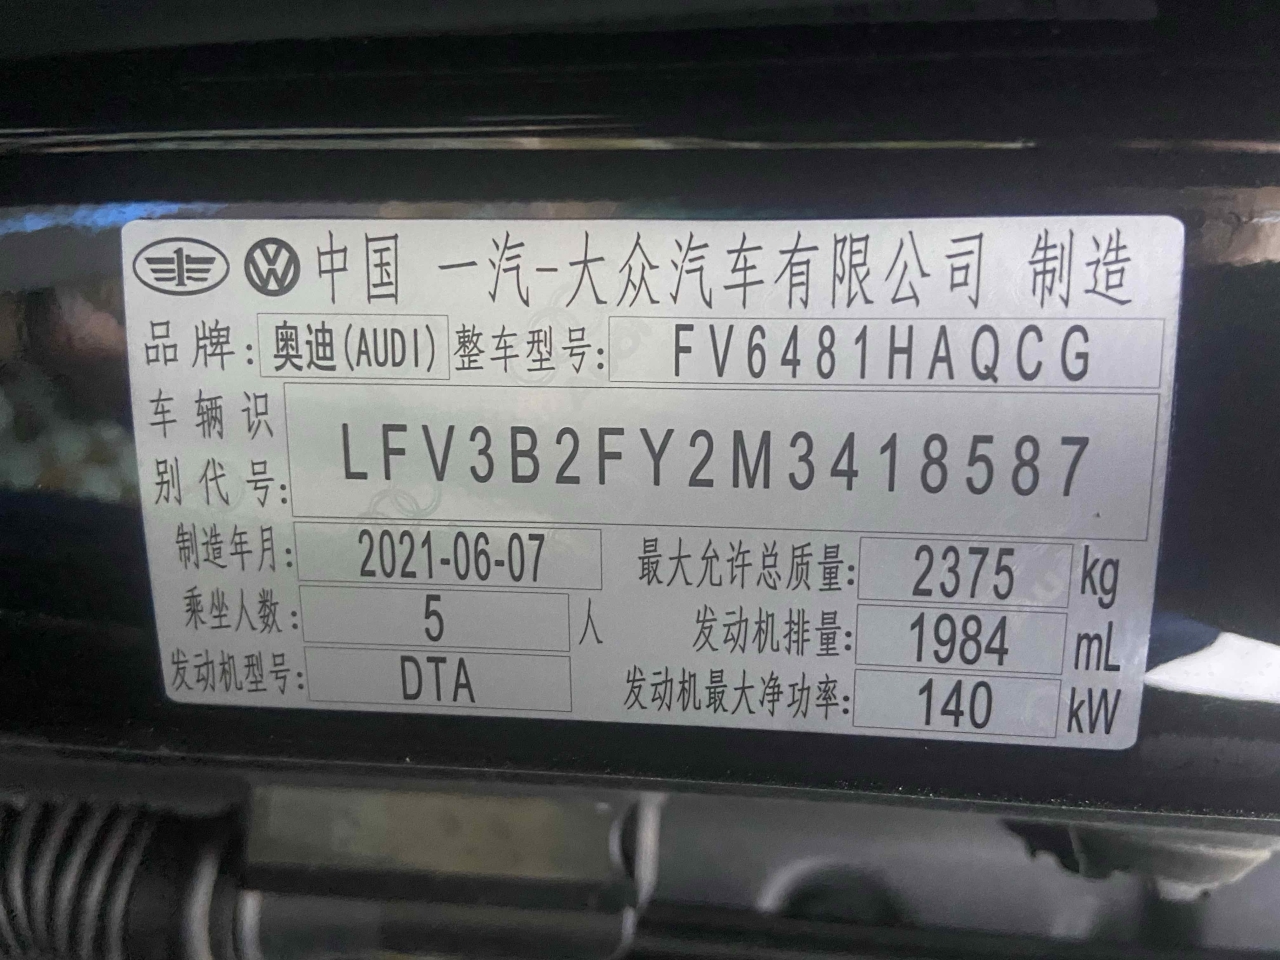 中国 一汽-大众汽车有限公司 制造
品牌: 奥迪(AUDI) 整车型号: FV6481HAQCG
车辆识别代号: LFV3B2FY2M3418587
制造年月: 2021-06-07 最大允许总质量: 2375 kg
乘坐人数: 5 人 发动机排量: 1984 mL
发动机型号: DTA 发动机最大净功率: 140 kW